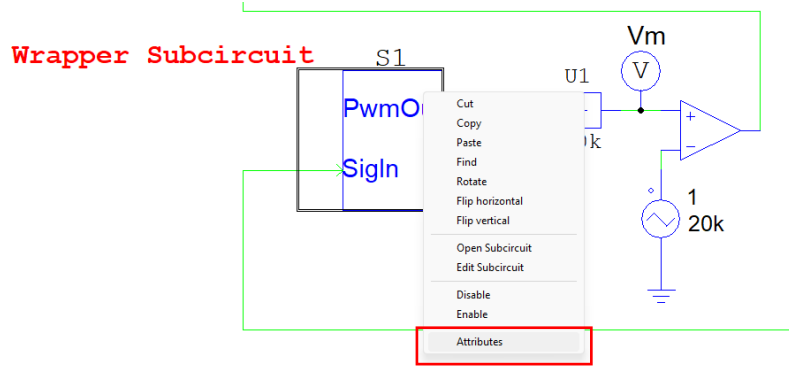 Vm
Wrapper Subcircuit
S1
V
U1
PwmOu
SigIn
k
+
-
1
20k
Cut
Copy
Paste
Find
Rotate
Flip horizontal
Flip vertical
Open Subcircuit
Edit Subcircuit
Disable
Enable
Attributes